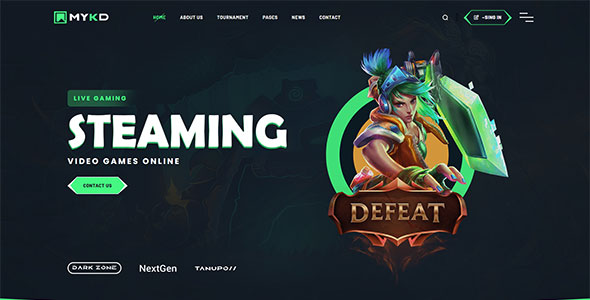 MYKD
HOME ABOUT US TOURNAMENT PAGES NEWS CONTACT
~SING IN
LIVE GAMING
STEAMING
VIDEO GAMES ONLINE
CONTACT US
DEFEAT
DARK ZONE NextGen TANUPO//